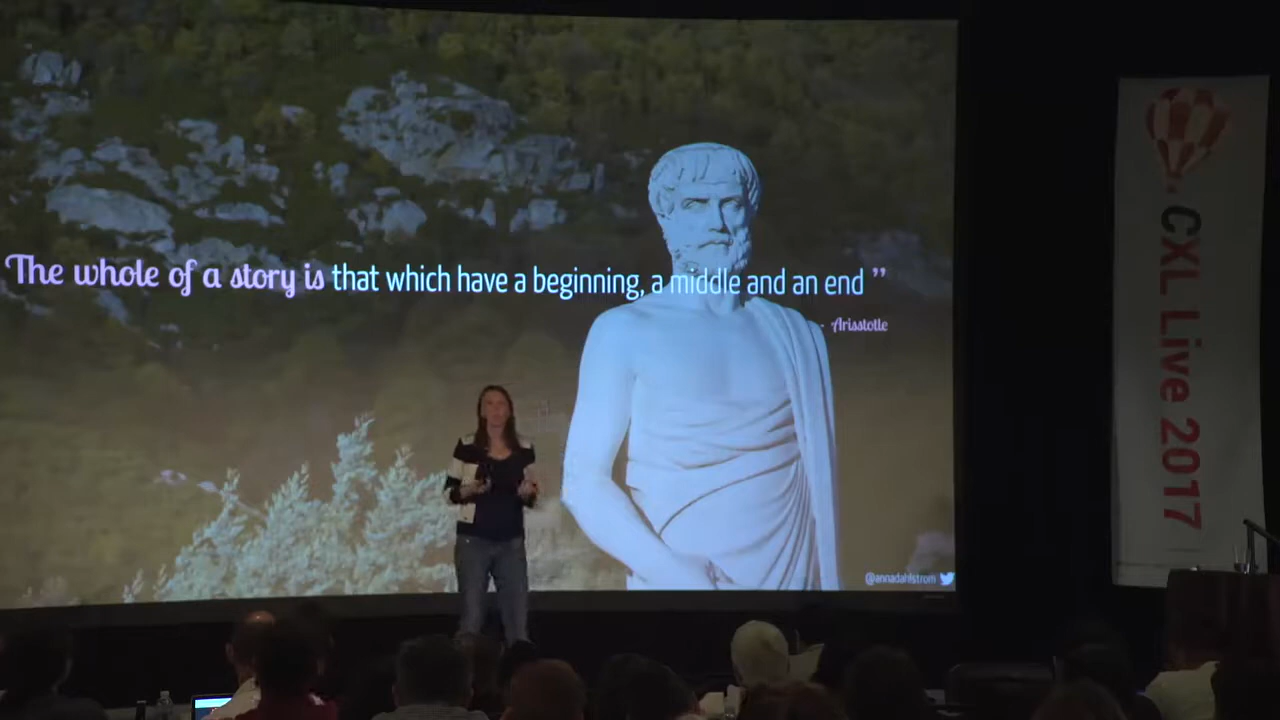 The whole of a story is that which have a beginning, a middle and an end ”
- Arisstotle
@annadahlstrom
CXL Live 2017